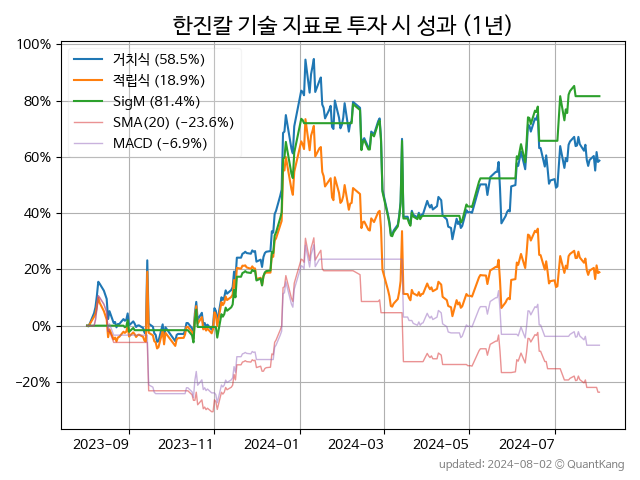 한진칼 기술 지표로 투자 시 성과 (1년)
거치식 (58.5%)
적립식 (18.9%)
SigM (81.4%)
SMA(20) (−23.6%)
MACD (−6.9%)
100%
80%
60%
40%
20%
0%
−20%
2023-09 2023-11 2024-01 2024-03 2024-05 2024-07
updated: 2024-08-02 © QuantKang